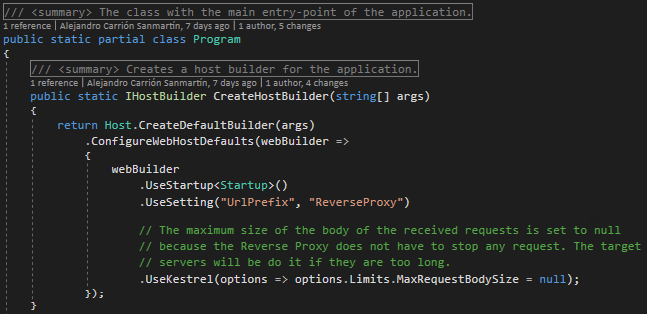 /// <summary> The class with the main entry-point of the application.
1 reference | Alejandro Carrión Sanmartín, 7 days ago | 1 author, 5 changes
public static partial class Program
{
/// <summary> Creates a host builder for the application.
1 reference | Alejandro Carrión Sanmartín, 7 days ago | 1 author, 4 changes
public static IHostBuilder CreateHostBuilder(string[] args)
{
return Host.CreateDefaultBuilder(args)
.ConfigureWebHostDefaults(webBuilder =>
{
webBuilder
.UseStartup<Startup>()
.UseSetting("UrlPrefix", "ReverseProxy")
// The maximum size of the body of the received requests is set to null
// because the Reverse Proxy does not have to stop any request. The target
// servers will be do it if they are too long.
.UseKestrel(options => options.Limits.MaxRequestBodySize = null);
});
}